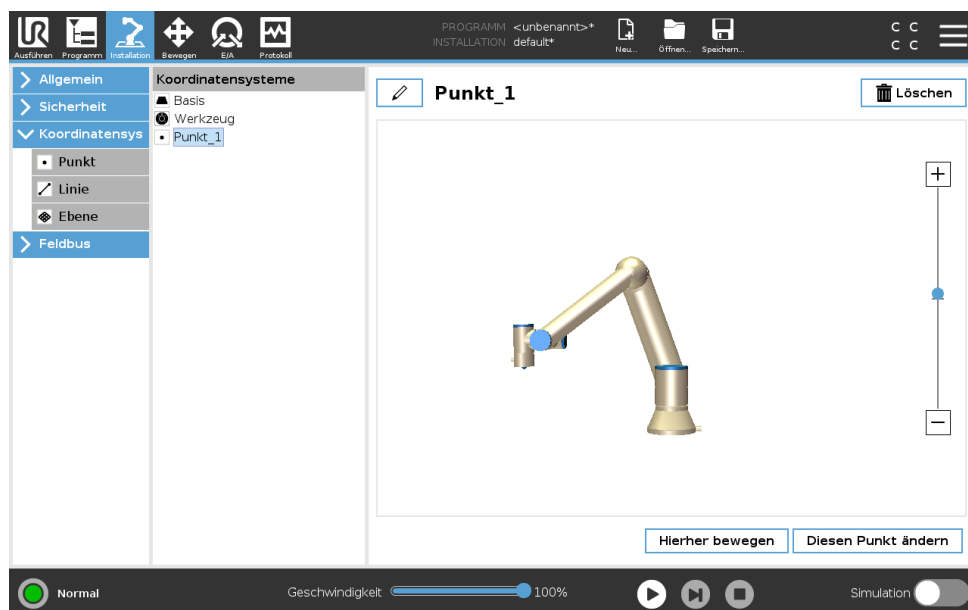 PROGRAMM <unbenannt>*
INSTALLATION default*
Ausführen Programm Installation Bewegen E/A Protokoll
Neu... Öffnen... Speichern...
C C
C C
Allgemein
Sicherheit
Koordinatensys
Punkt
Linie
Ebene
Feldbus
Koordinatensysteme
Basis
Werkzeug
Punkt_1
Punkt_1
Löschen
Hierher bewegen Diesen Punkt ändern
Normal Geschwindigkeit 100% Simulation